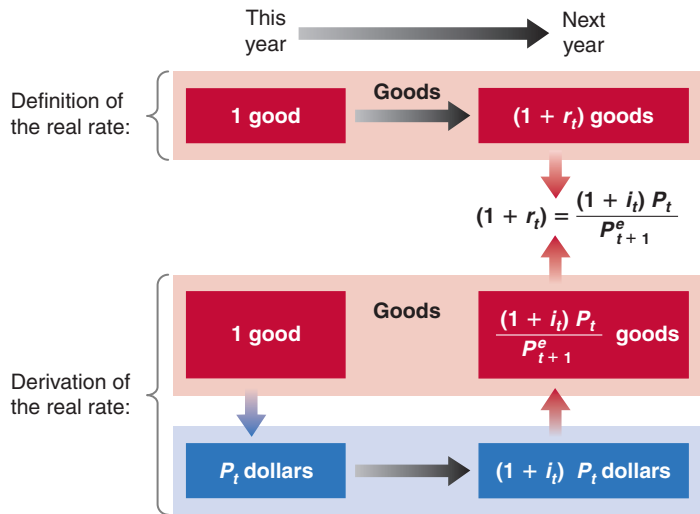 This year
Next year
Definition of
the real rate:
Goods
1 good
(1 + r_t) goods
(1 + r_t) = (1 + i_t) P_t / P^e_{t + 1}
Derivation of
the real rate:
1 good
Goods
(1 + i_t) P_t / P^e_{t + 1} goods
P_t dollars
(1 + i_t) P_t dollars